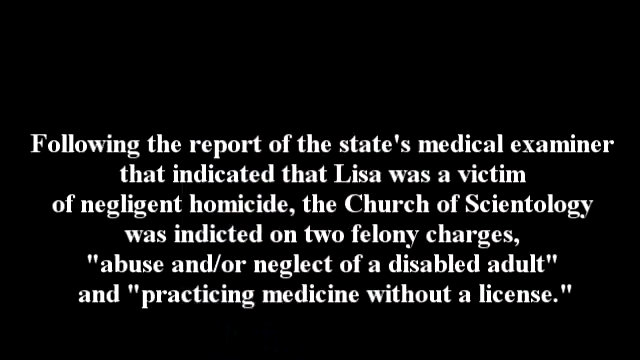 Following the report of the state's medical examiner
that indicated that Lisa was a victim
of negligent homicide, the Church of Scientology
was indicted on two felony charges,
"abuse and/or neglect of a disabled adult"
and "practicing medicine without a license."